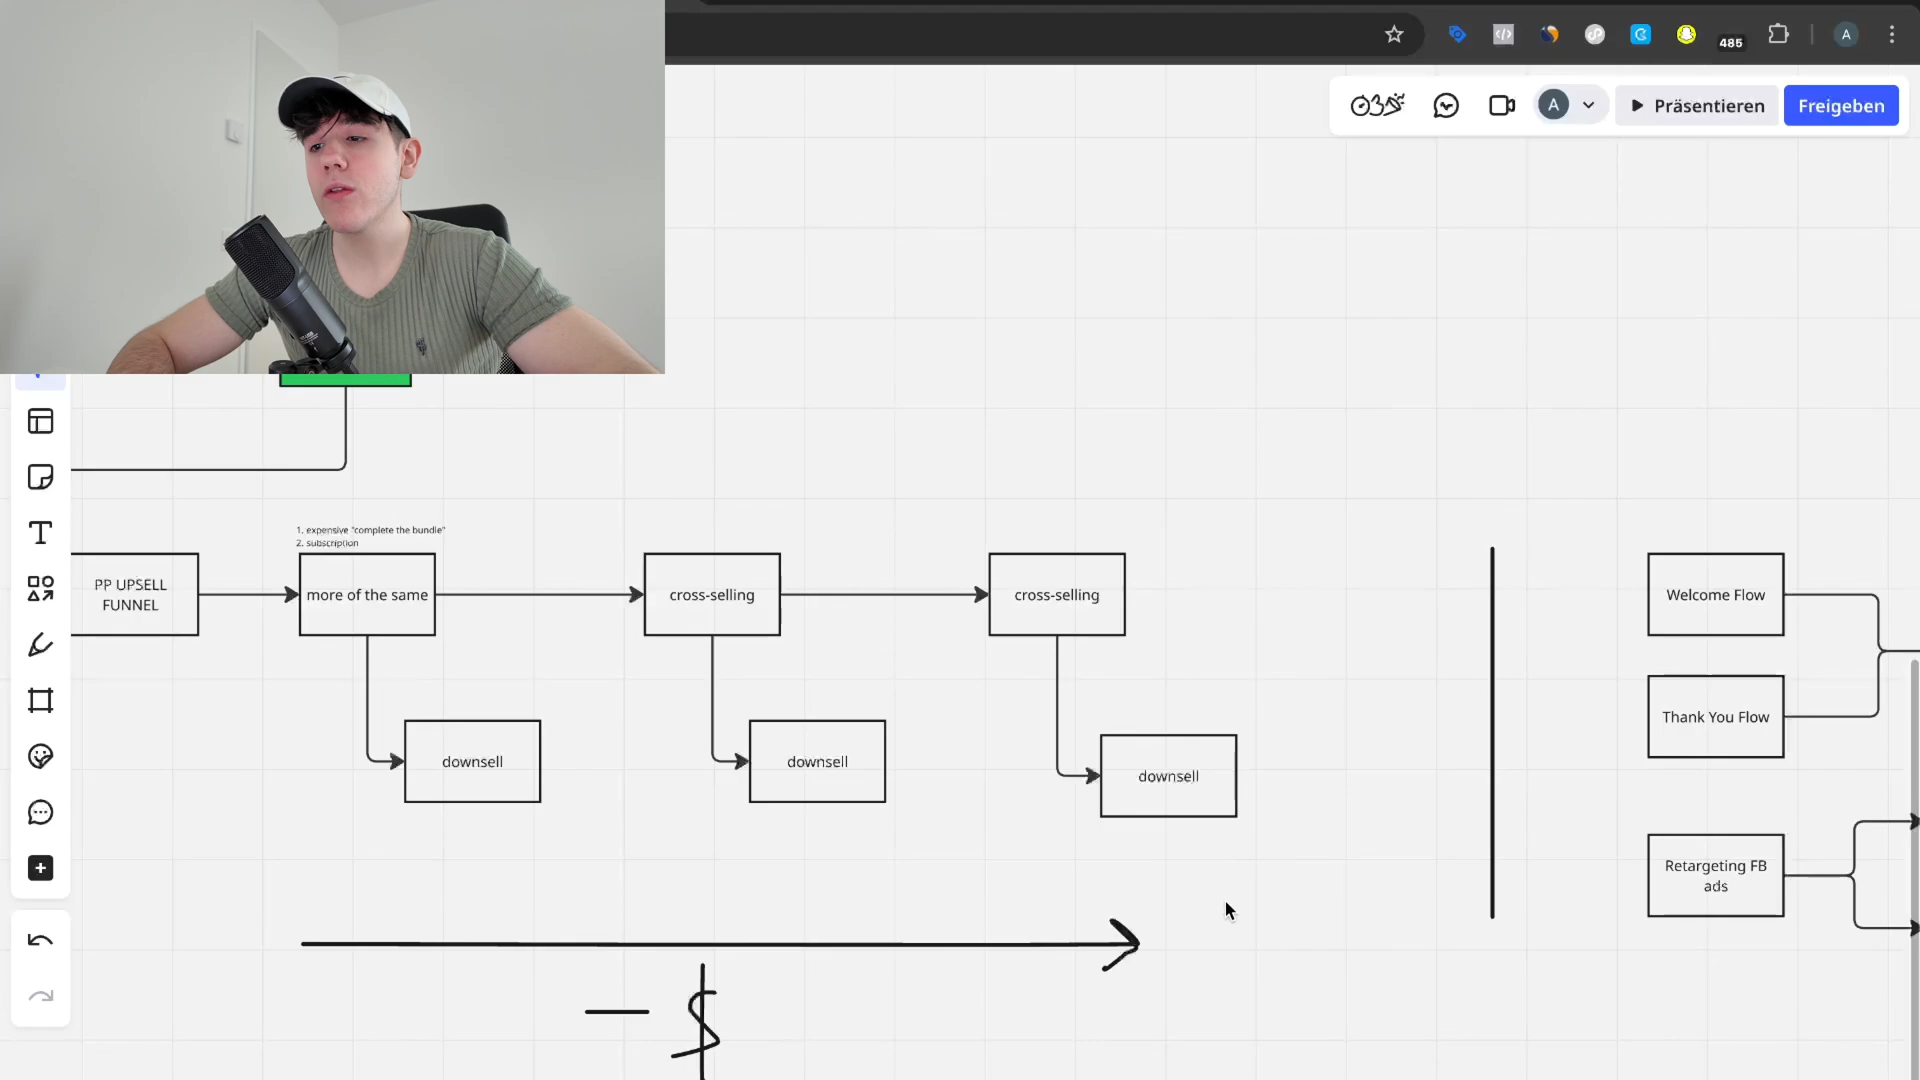 485
A
A
Präsentieren
Freigeben
1. expensive "complete the bundle"
2. subscription
PP UPSELL
FUNNEL
more of the same
cross-selling
cross-selling
Welcome Flow
Thank You Flow
downsell
downsell
downsell
Retargeting FB
ads
— $